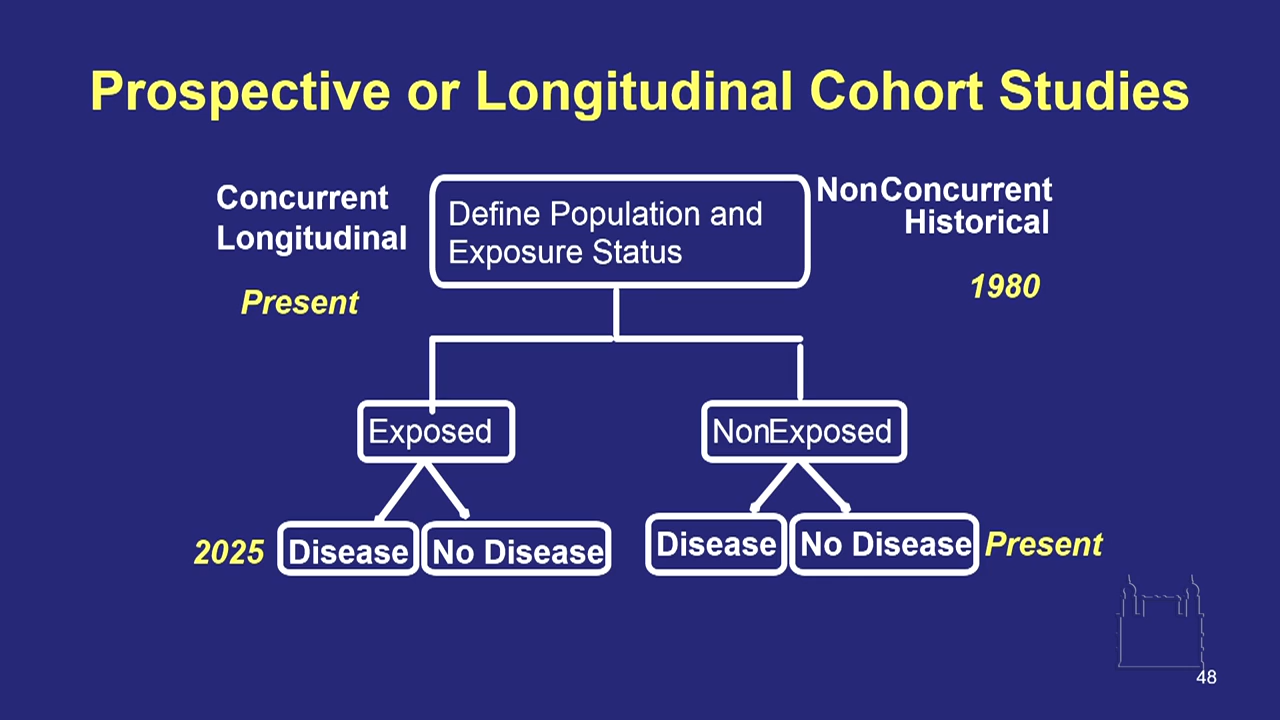 Prospective or Longitudinal Cohort Studies
Concurrent
Longitudinal
Present
Define Population and
Exposure Status
NonConcurrent
Historical
1980
Exposed
NonExposed
2025
Disease
No Disease
Disease
No Disease
Present
48